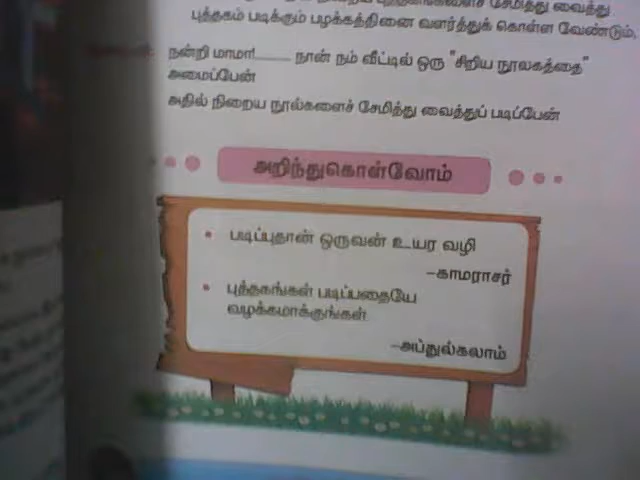 புத்தகம் படிக்கும் பழக்கத்தினை வளர்த்துக் கொள்ள வேண்டும்.
நன்றி மாமா!......... நான் நம் வீட்டில் ஒரு "சிறிய நூலகத்தை"
அமைப்பேன்
அதில் நிறைய நூல்களைச் சேமித்து வைத்துப் படிப்பேன்
அறிந்துகொள்வோம்
• படிப்புதான் ஒருவன் உயர வழி
–காமராசர்
• புத்தகங்கள் படிப்பதையே
வழக்கமாக்குங்கள்
–அப்துல்கலாம்